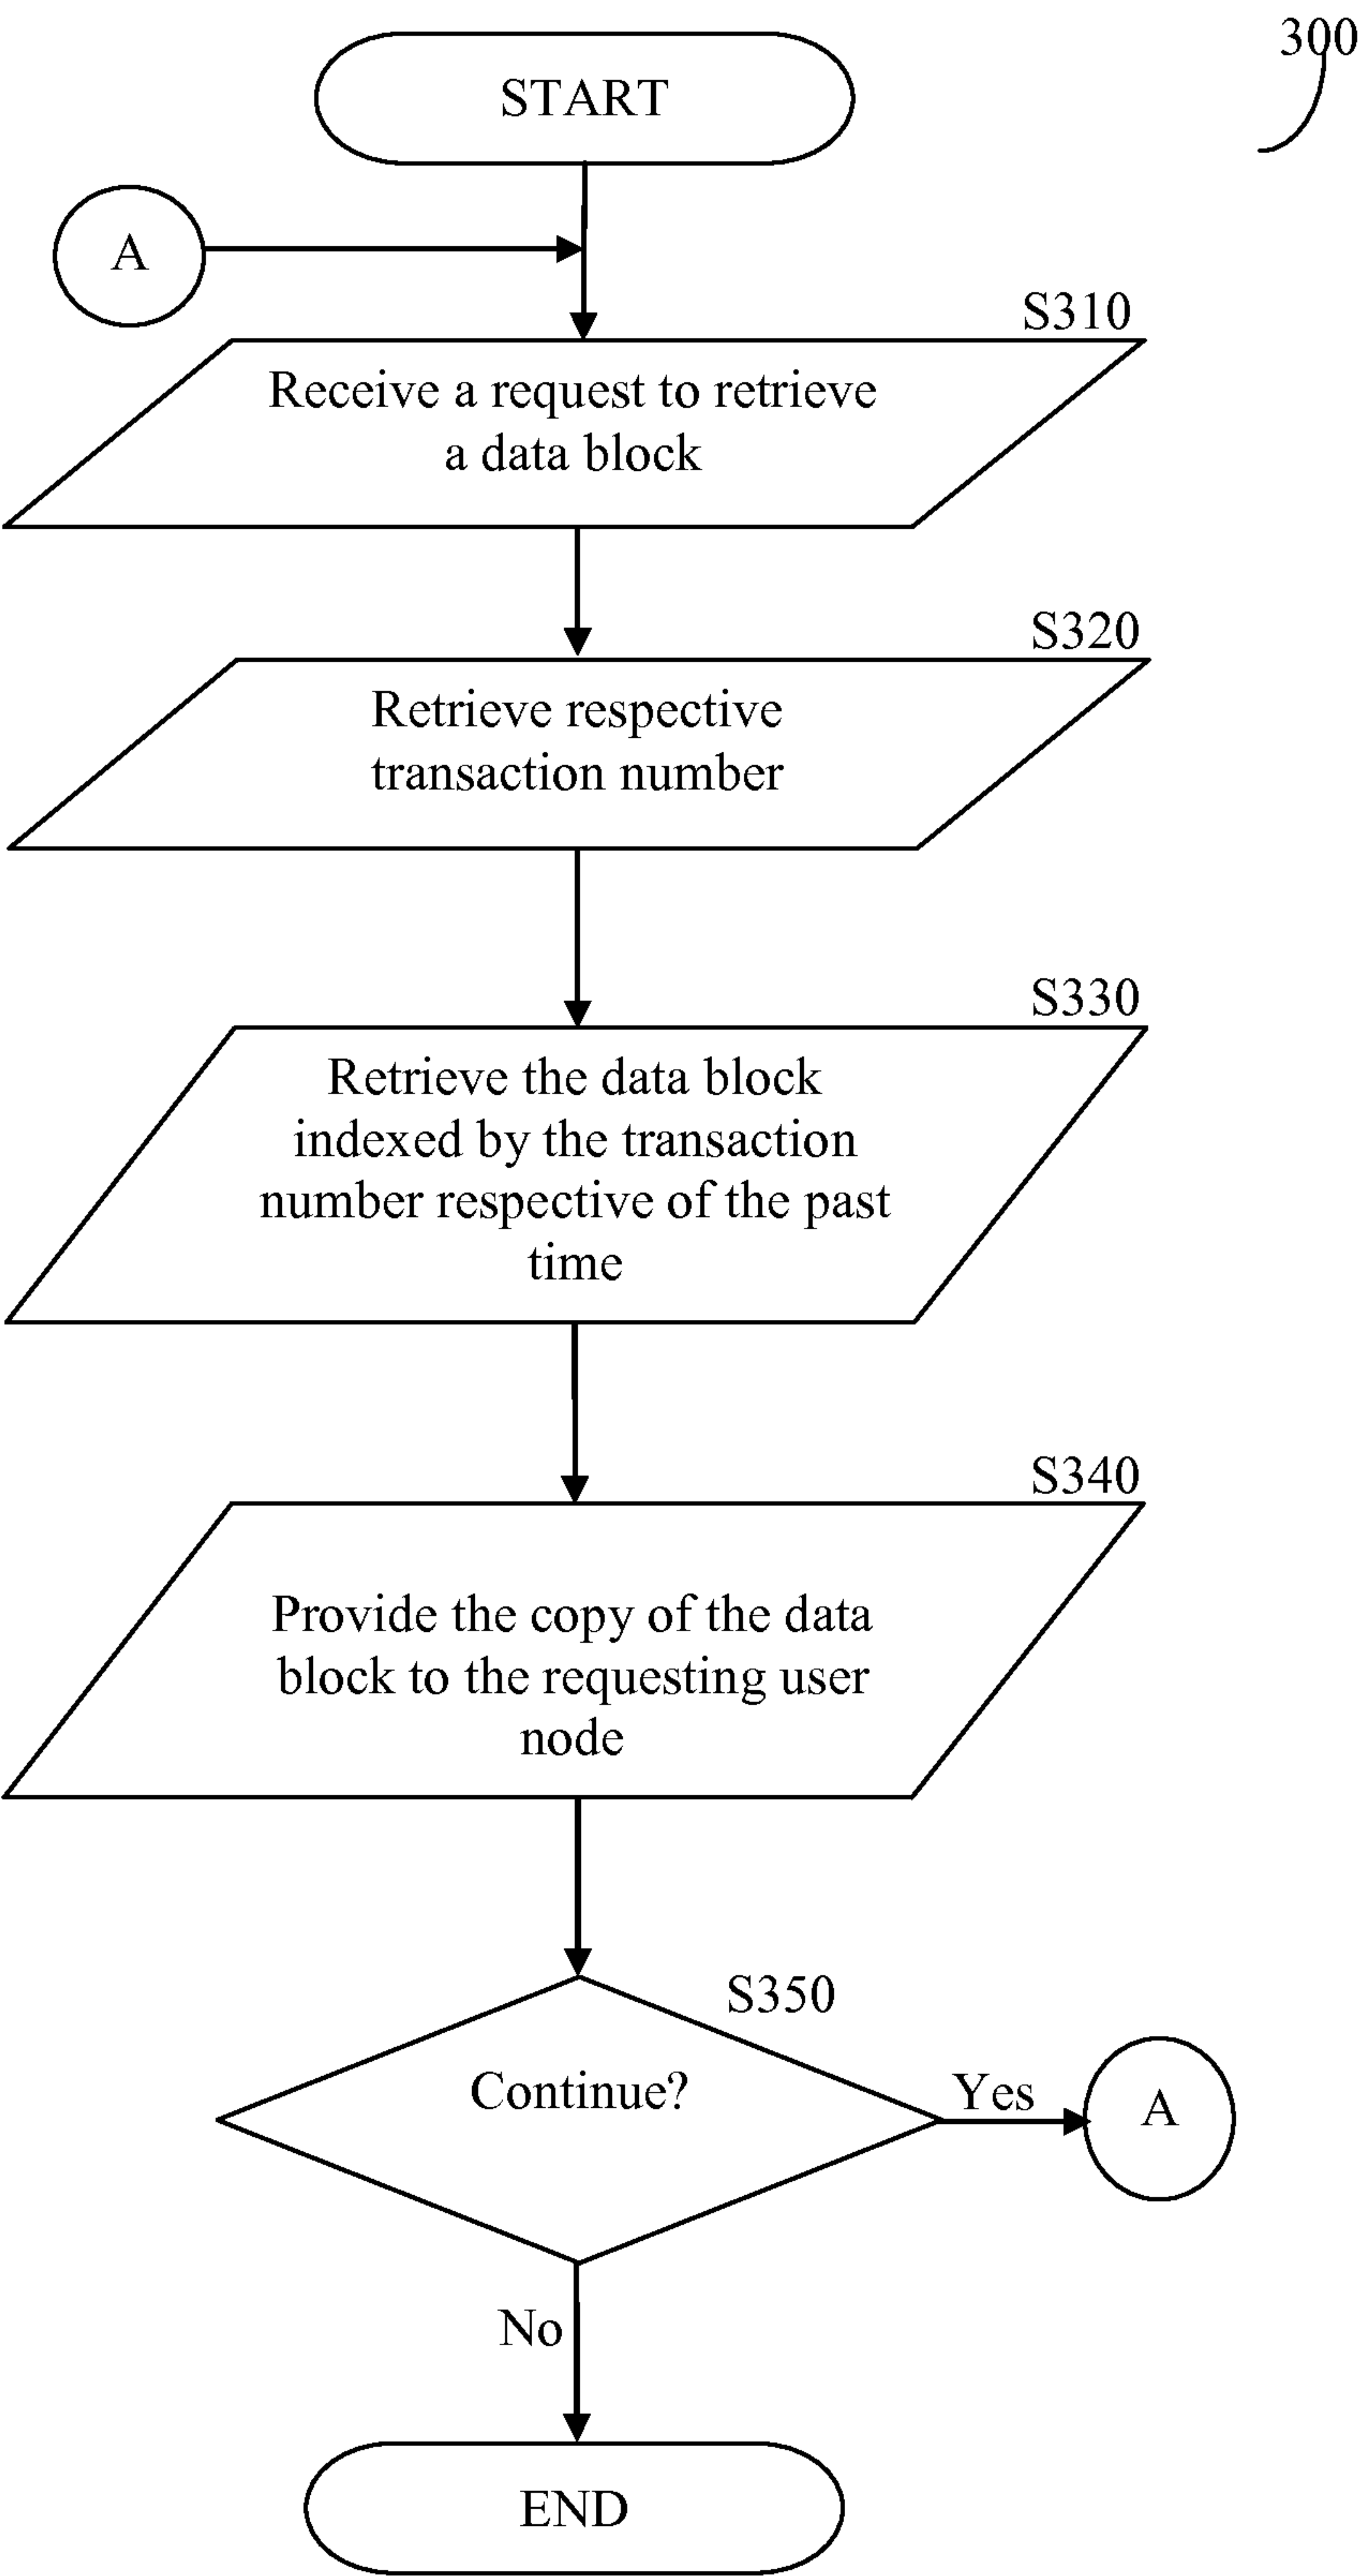 300
START
A
S310
Receive a request to retrieve
a data block
S320
Retrieve respective
transaction number
S330
Retrieve the data block
indexed by the transaction
number respective of the past
time
S340
Provide the copy of the data
block to the requesting user
node
S350
Continue?
Yes
A
No
END